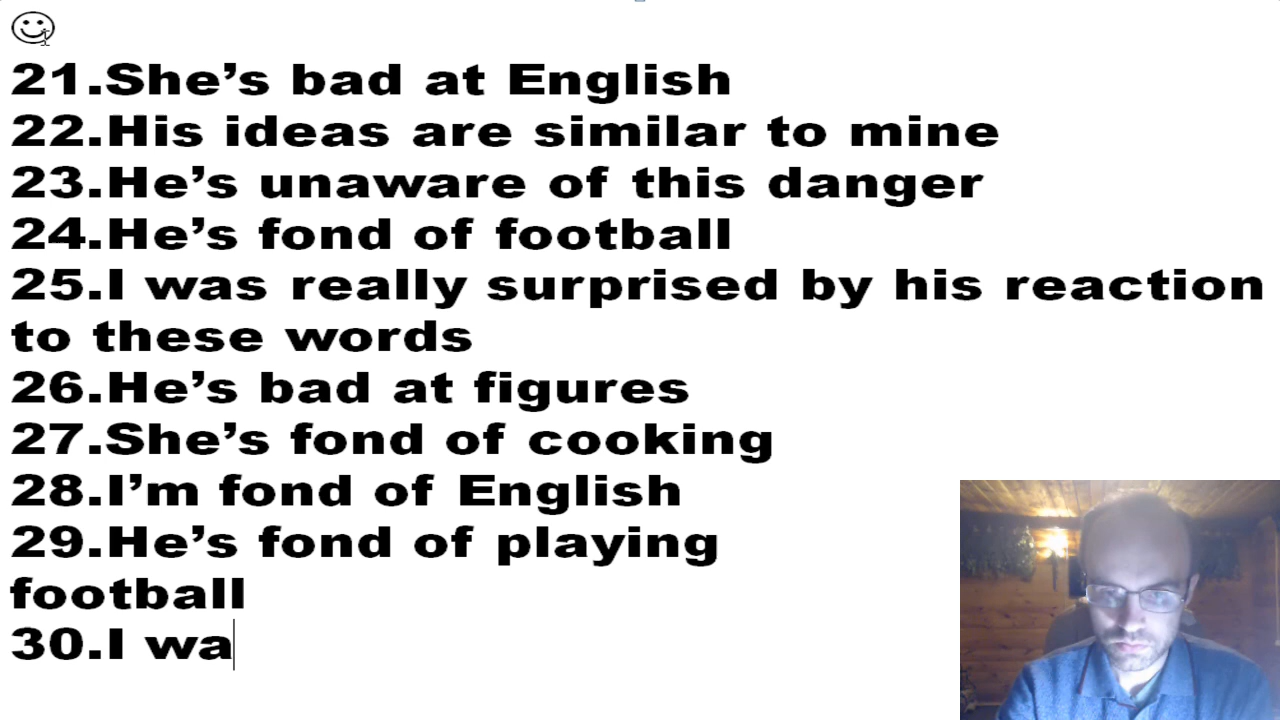 21.She’s bad at English
22.His ideas are similar to mine
23.He’s unaware of this danger
24.He’s fond of football
25.I was really surprised by his reaction
to these words
26.He’s bad at figures
27.She’s fond of cooking
28.I’m fond of English
29.He’s fond of playing
football
30.I wa